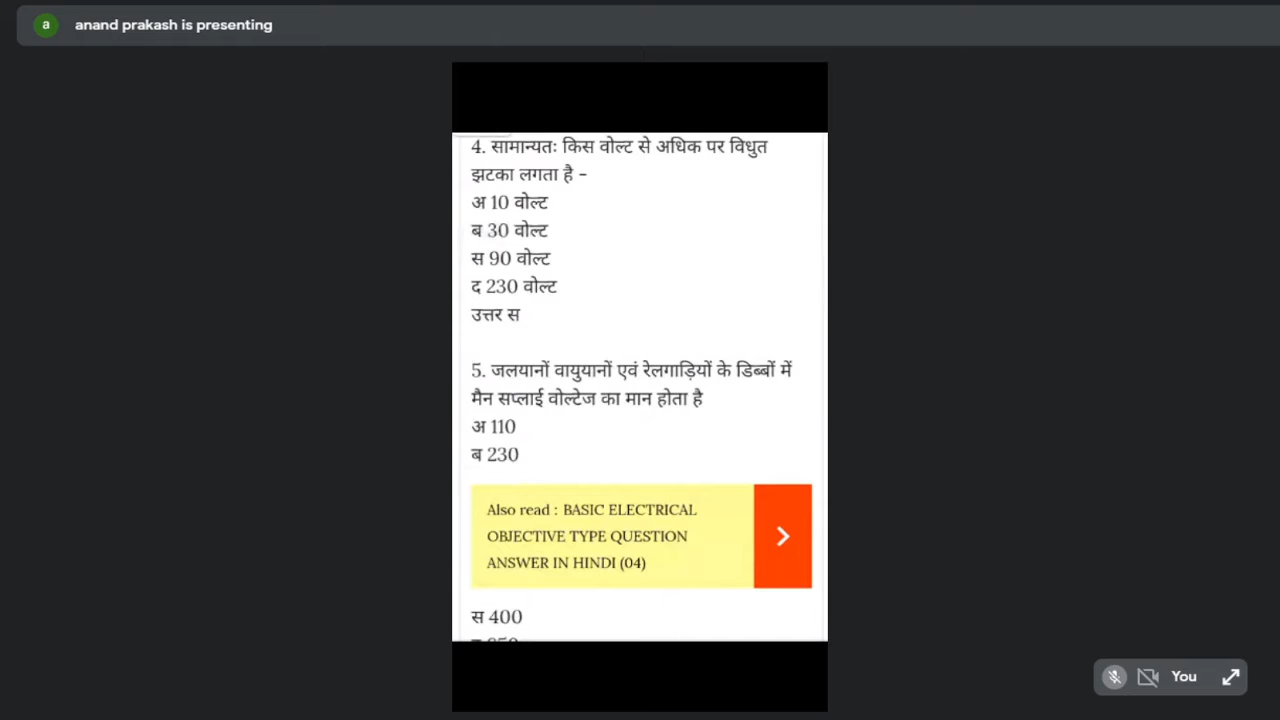 a
anand prakash is presenting
4. सामान्यतः किस वोल्ट से अधिक पर विधुत
झटका लगता है -
अ 10 वोल्ट
ब 30 वोल्ट
स 90 वोल्ट
द 230 वोल्ट
उत्तर स
5. जलयानों वायुयानों एवं रेलगाड़ियों के डिब्बों में
मैन सप्लाई वोल्टेज का मान होता है
अ 110
ब 230
Also read : BASIC ELECTRICAL
OBJECTIVE TYPE QUESTION
ANSWER IN HINDI (04)
स 400
You